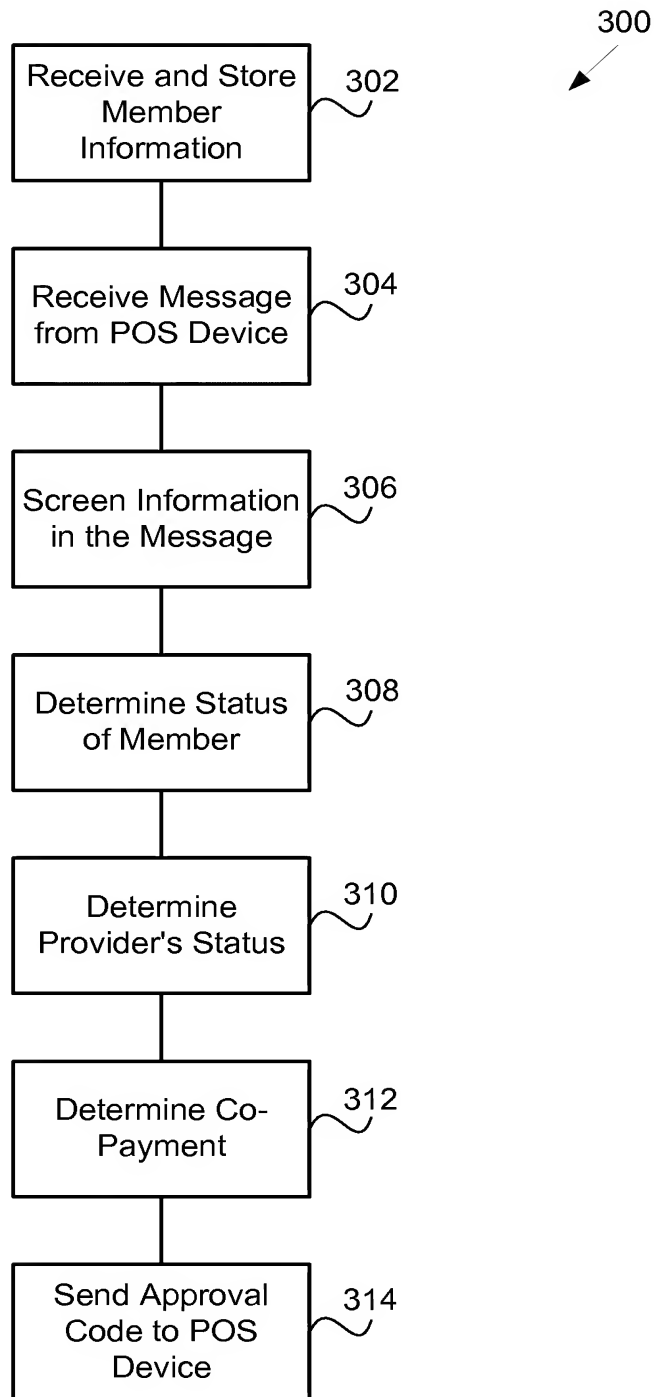 300
Receive and Store
Member
Information
302
Receive Message
from POS Device
304
Screen Information
in the Message
306
Determine Status
of Member
308
Determine
Provider's Status
310
Determine Co-
Payment
312
Send Approval
Code to POS
Device
314